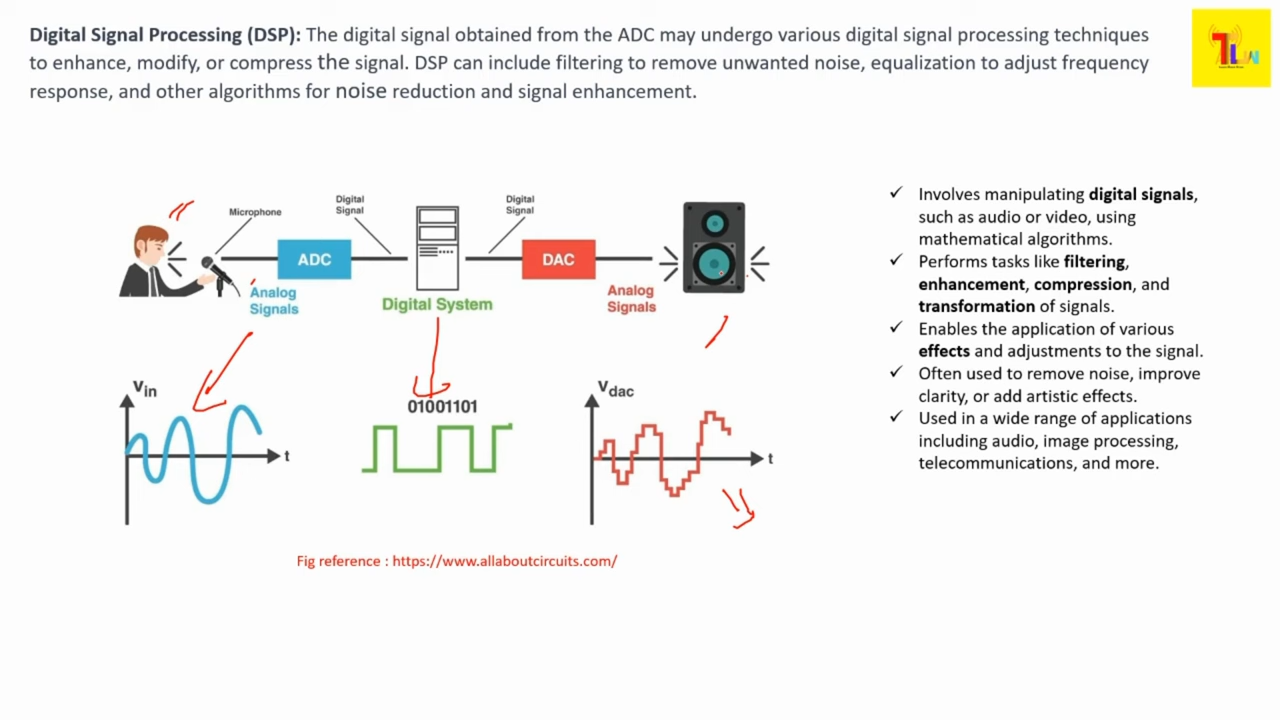 Digital Signal Processing (DSP): The digital signal obtained from the ADC may undergo various digital signal processing techniques
to enhance, modify, or compress the signal. DSP can include filtering to remove unwanted noise, equalization to adjust frequency
response, and other algorithms for noise reduction and signal enhancement.
Microphone
Digital
Signal
Digital
Signal
ADC
DAC
Analog
Signals
Digital System
Analog
Signals
Vin
t
01001101
Vdac
t
Fig reference : https://www.allaboutcircuits.com/
✓ Involves manipulating digital signals,
such as audio or video, using
mathematical algorithms.
✓ Performs tasks like filtering,
enhancement, compression, and
transformation of signals.
✓ Enables the application of various
effects and adjustments to the signal.
✓ Often used to remove noise, improve
clarity, or add artistic effects.
✓ Used in a wide range of applications
including audio, image processing,
telecommunications, and more.